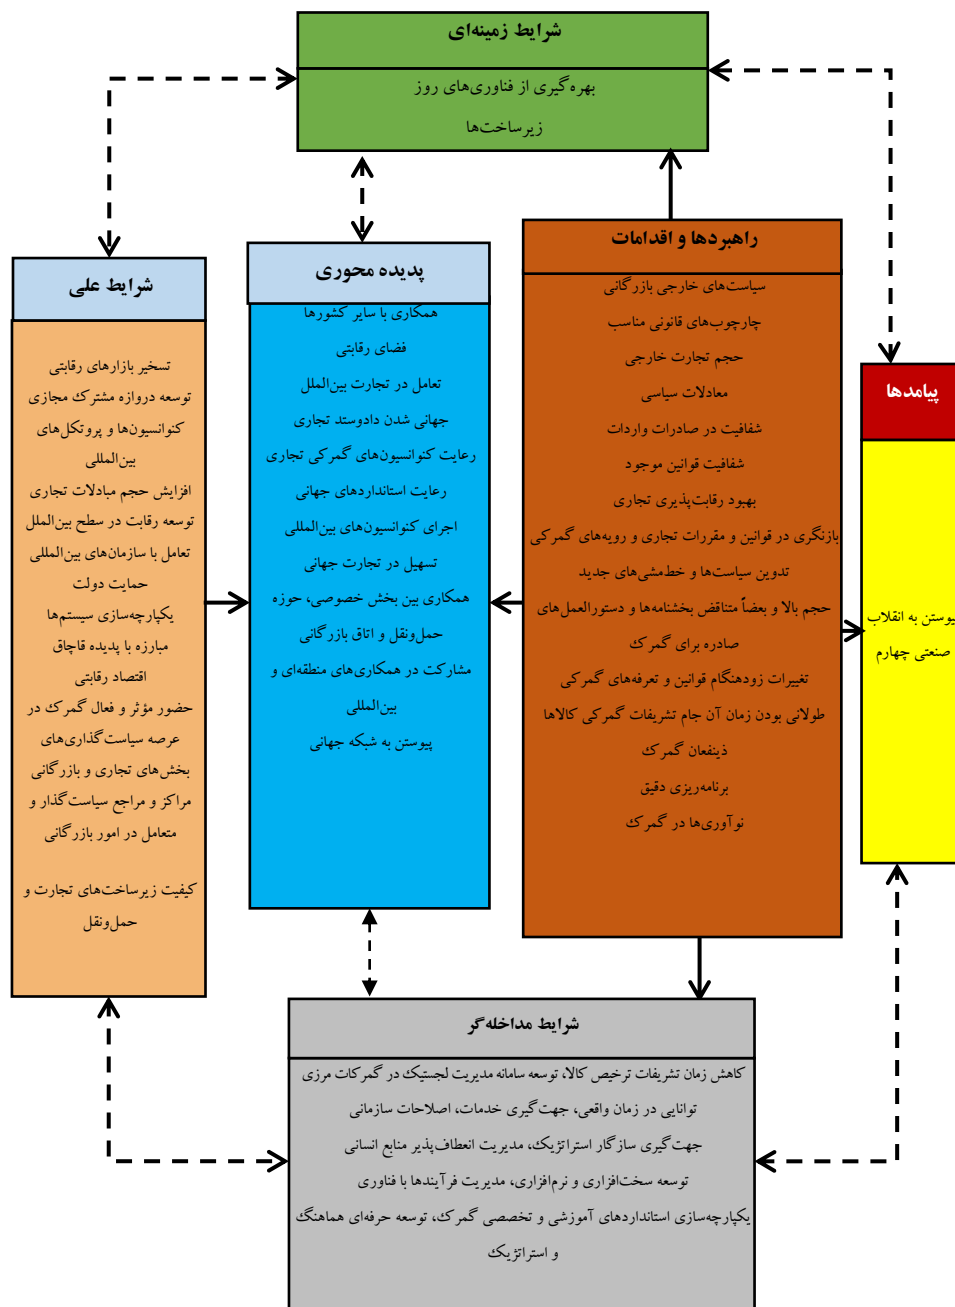 شرایط زمینه‌ای
بهره‌گیری از فناوری‌های روز
زیرساخت‌ها
راهبردها و اقدامات
سیاست‌های خارجی بازرگانی
چارچوب‌های قانونی مناسب
حجم تجارت خارجی
معادلات سیاسی
شفافیت در صادرات واردات
شفافیت قوانین موجود
بهبود رقابت‌پذیری تجاری
بازنگری در قوانین و مقررات تجاری و رویه‌های گمرکی
تدوین سیاست‌ها و خط‌مشی‌های جدید
حجم بالا و بعضاً متناقض بخشنامه‌ها و دستورالعمل‌های
صادره برای گمرک
تغییرات زودهنگام قوانین و تعرفه‌های گمرکی
طولانی بودن زمان آن جام تشریفات گمرکی کالاها
ذینفعان گمرک
برنامه‌ریزی دقیق
نوآوری‌ها در گمرک
پدیده محوری
همکاری با سایر کشورها
فضای رقابتی
تعامل در تجارت بین‌الملل
جهانی شدن دادوستد تجاری
رعایت کنوانسیون‌های گمرکی تجاری
رعایت استانداردهای جهانی
اجرای کنوانسیون‌های بین‌المللی
تسهیل در تجارت جهانی
همکاری بین بخش خصوصی، حوزه
حمل‌ونقل و اتاق بازرگانی
مشارکت در همکاری‌های منطقه‌ای و
بین‌المللی
پیوستن به شبکه جهانی
شرایط علی
تسخیر بازارهای رقابتی
توسعه دروازه مشترک مجازی
کنوانسیون‌ها و پروتکل‌های
بین‌المللی
افزایش حجم مبادلات تجاری
توسعه رقابت در سطح بین‌الملل
تعامل با سازمان‌های بین‌المللی
حمایت دولت
یکپارچه‌سازی سیستم‌ها
مبارزه با پدیده قاچاق
اقتصاد رقابتی
حضور مؤثر و فعال گمرک در
عرصه سیاست‌گذاری‌های
بخش‌های تجاری و بازرگانی
مراکز و مراجع سیاست‌گذار و
متعامل در امور بازرگانی
کیفیت زیرساخت‌های تجارت و
حمل‌ونقل
پیامدها
پیوستن به انقلاب
صنعتی چهارم
شرایط مداخله‌گر
کاهش زمان تشریفات ترخیص کالا، توسعه سامانه مدیریت لجستیک در گمرکات مرزی
توانایی در زمان واقعی، جهت‌گیری خدمات، اصلاحات سازمانی
جهت‌گیری سازگار استراتژیک، مدیریت انعطاف‌پذیر منابع انسانی
توسعه سخت‌افزاری و نرم‌افزاری، مدیریت فرآیندها با فناوری
یکپارچه‌سازی استانداردهای آموزشی و تخصصی گمرک، توسعه حرفه‌ای هماهنگ
و استراتژیک